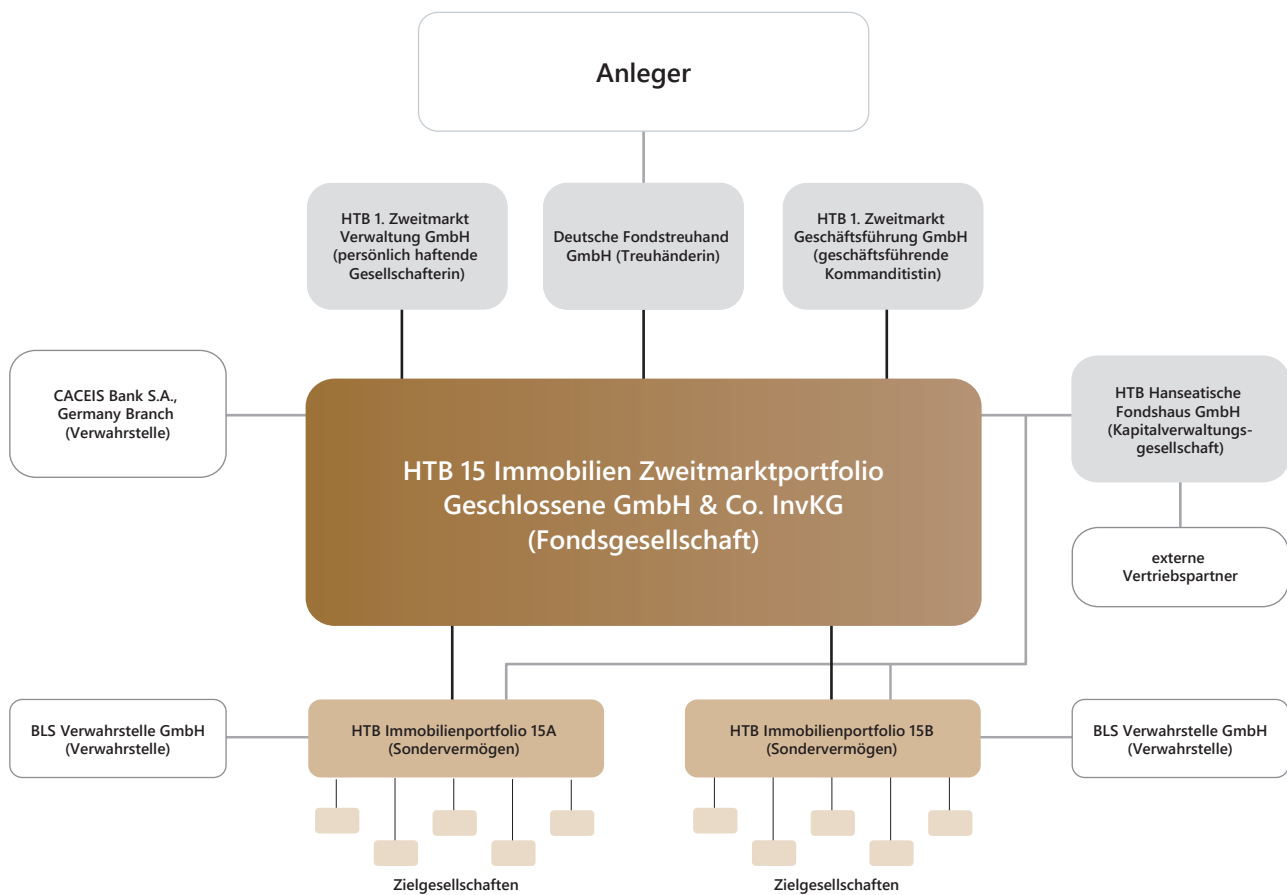 Anleger
HTB 1. Zweitmarkt
Verwaltung GmbH
(persönlich haftende
Gesellschafterin)
Deutsche Fondstreuhand
GmbH (Treuhänderin)
HTB 1. Zweitmarkt
Geschäftsführung GmbH
(geschäftsführende
Kommanditistin)
CACEIS Bank S.A.,
Germany Branch
(Verwahrstelle)
HTB 15 Immobilien Zweitmarktportfolio
Geschlossene GmbH & Co. InvKG
(Fondsgesellschaft)
HTB Hanseatische
Fondshaus GmbH
(Kapitalverwaltungs-
gesellschaft)
externe
Vertriebspartner
BLS Verwahrstelle GmbH
(Verwahrstelle)
HTB Immobilienportfolio 15A
(Sondervermögen)
HTB Immobilienportfolio 15B
(Sondervermögen)
BLS Verwahrstelle GmbH
(Verwahrstelle)
Zielgesellschaften
Zielgesellschaften